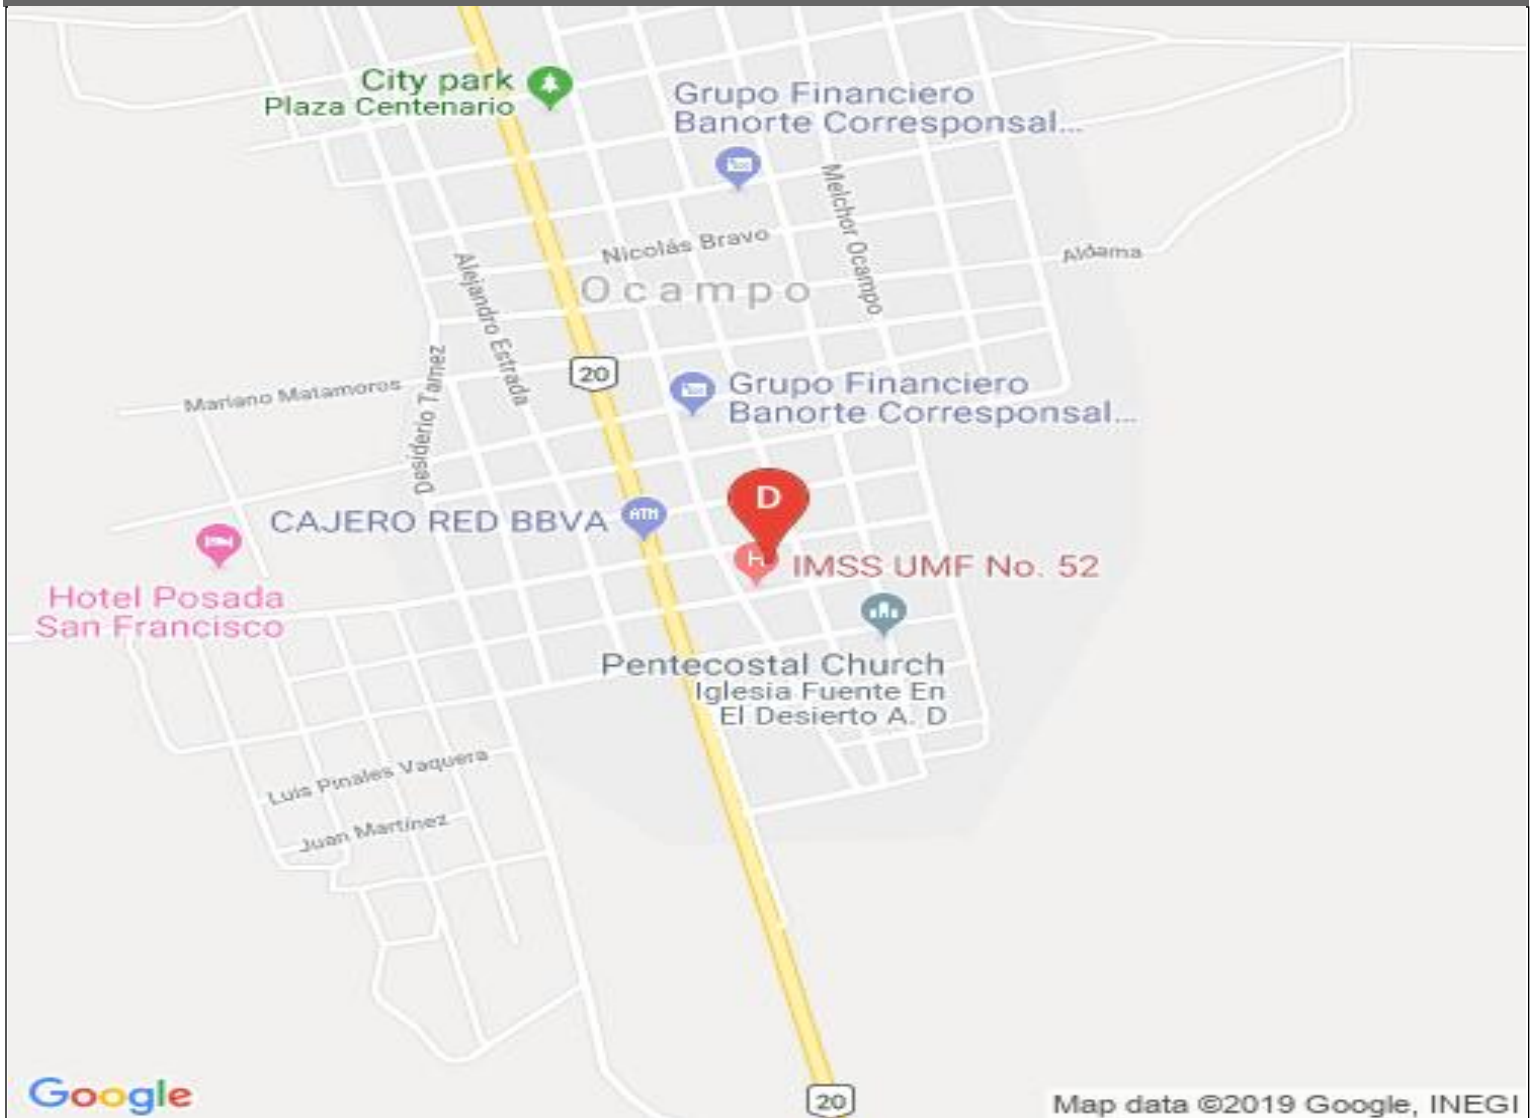 City park
Plaza Centenario
Grupo Financiero
Banorte Corresponsal...
Melchor Ocampo
Nicolás Bravo
Aldama
Alejandro Estrada
Ocampo
20
Desiderio Tamez
Mariano Matamoros
Grupo Financiero
Banorte Corresponsal...
D
CAJERO RED BBVA
ATM
H
IMSS UMF No. 52
Hotel Posada
San Francisco
Pentecostal Church
Iglesia Fuente En
El Desierto A. D
Luis Pinales Vaquera
Juan Martínez
Google
20
Map data ©2019 Google, INEGI